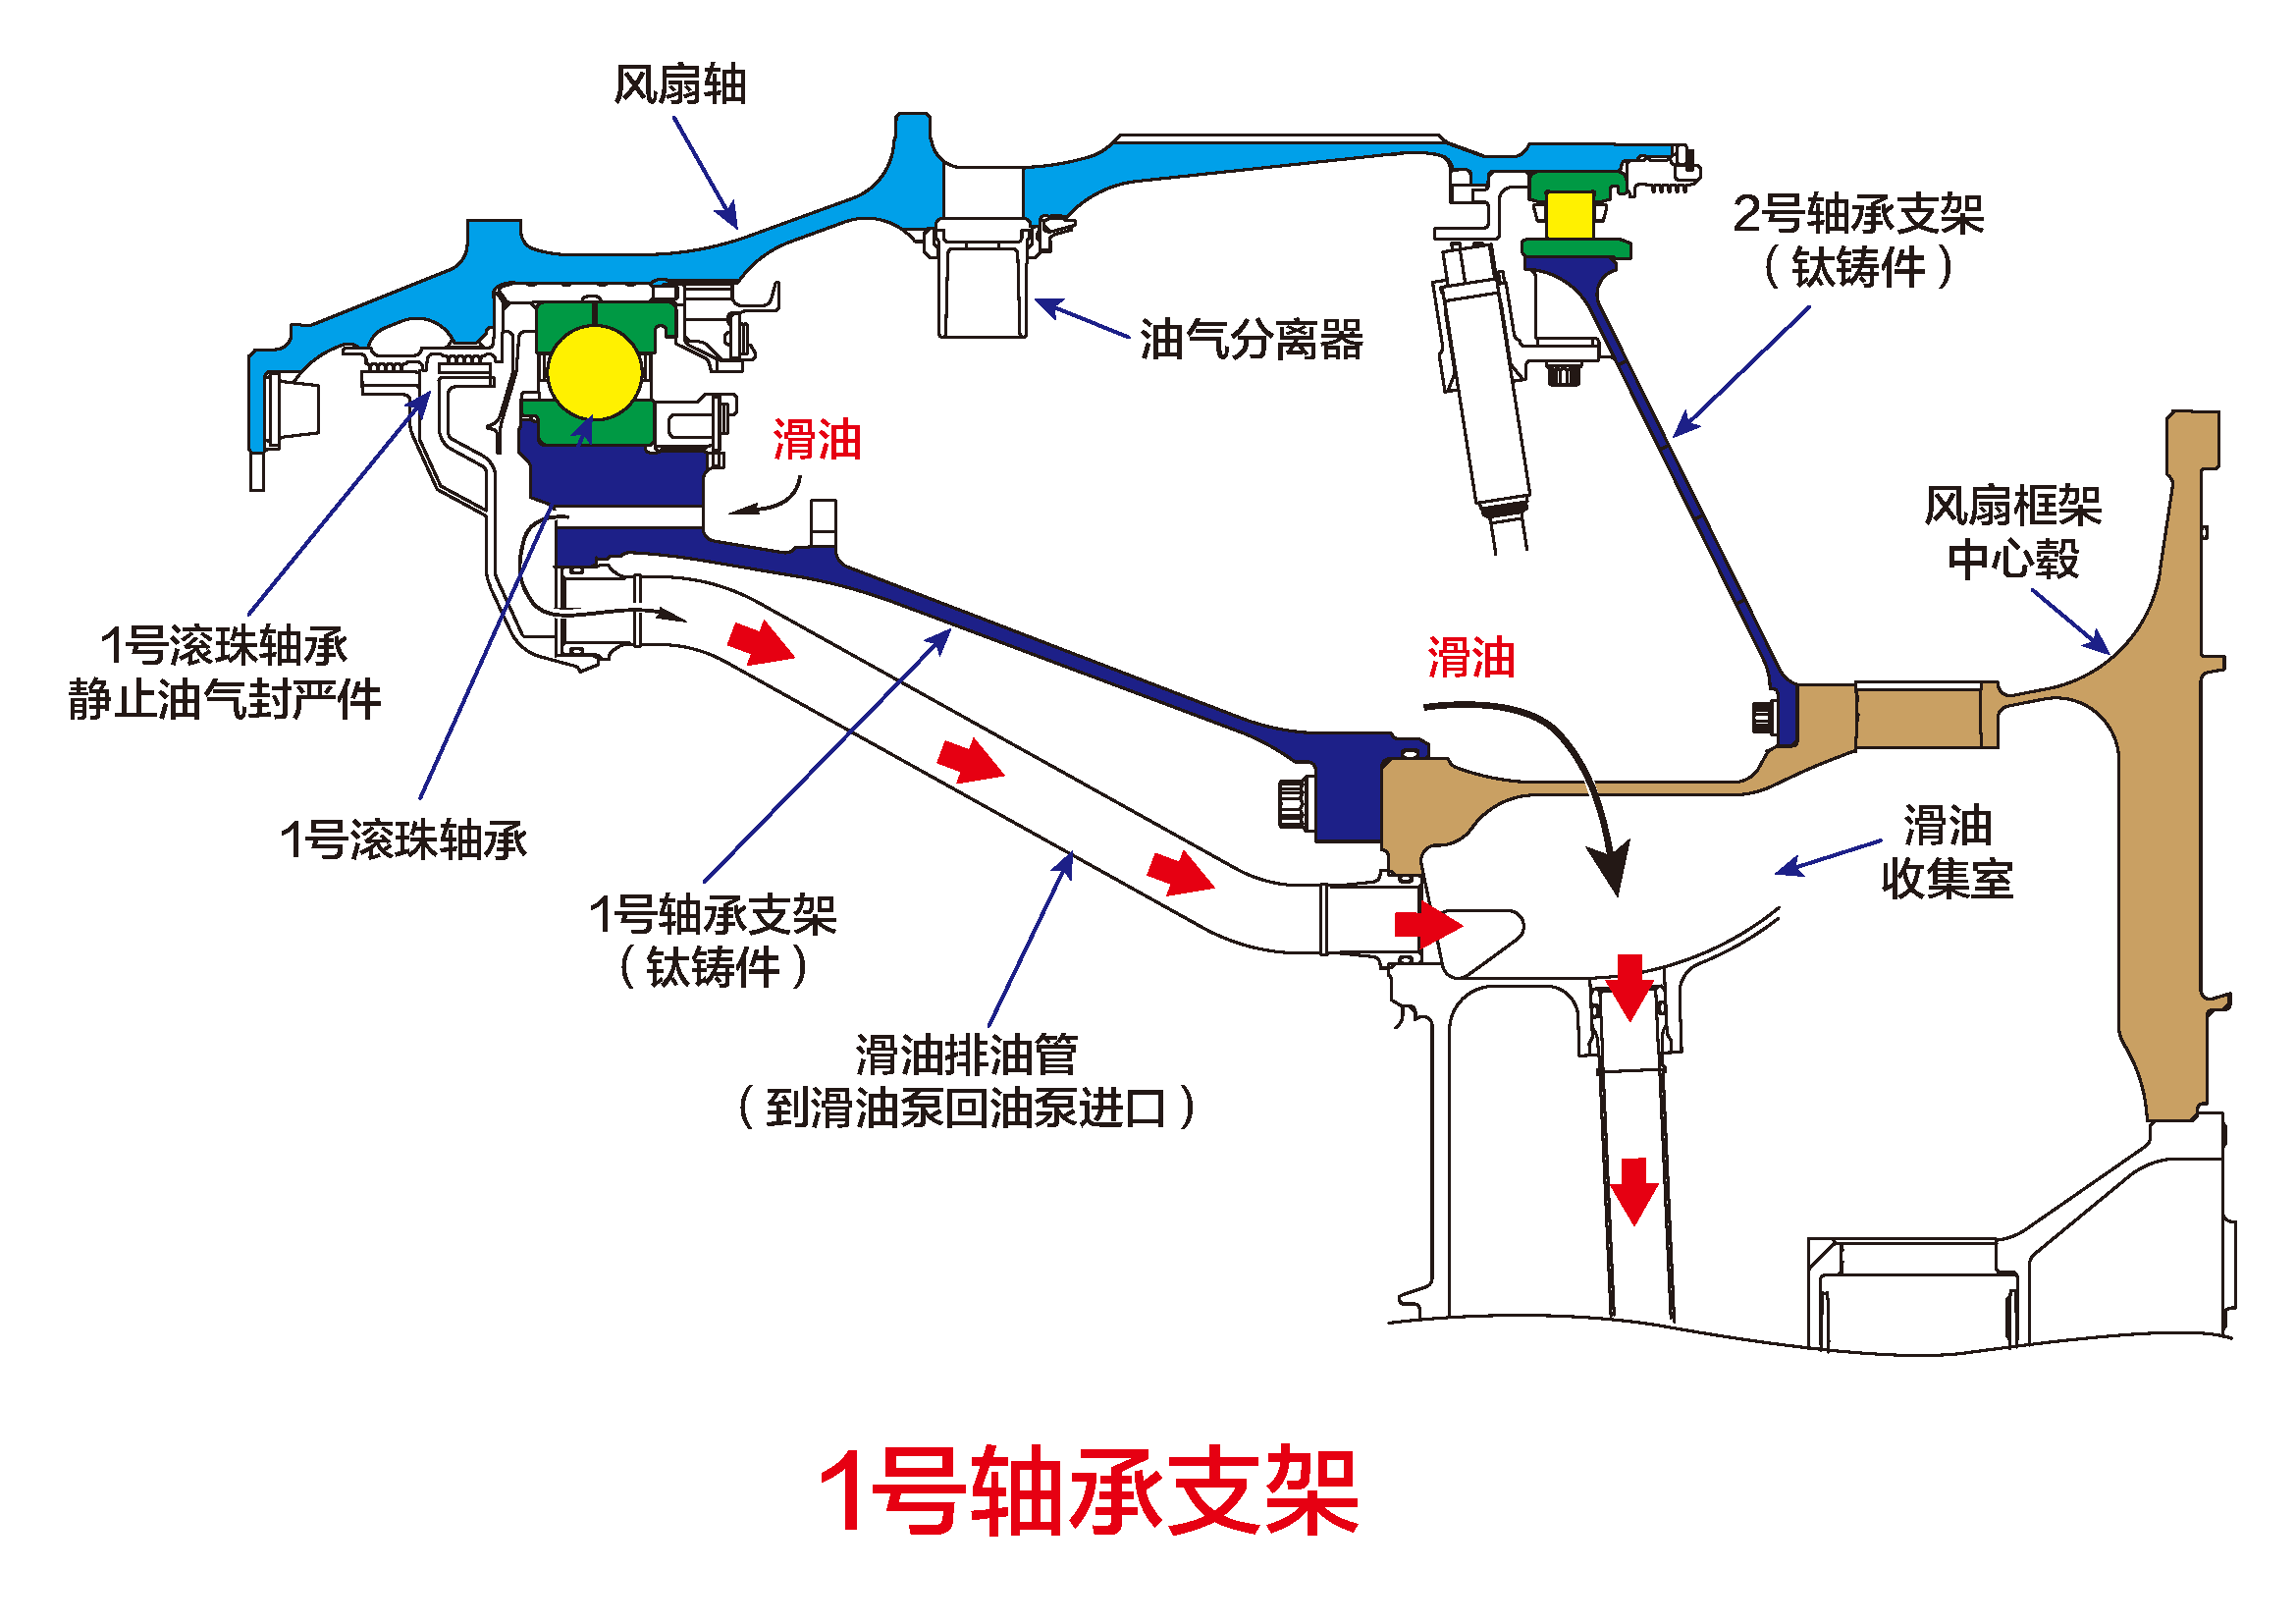 风扇轴
2号轴承支架
（钛铸件）
油气分离器
滑油
风扇框架
中心毂
1号滚珠轴承
静止油气封严件
滑油
1号滚珠轴承
滑油
收集室
1号轴承支架
（钛铸件）
滑油排油管
（到滑油泵回油泵进口）
1号轴承支架